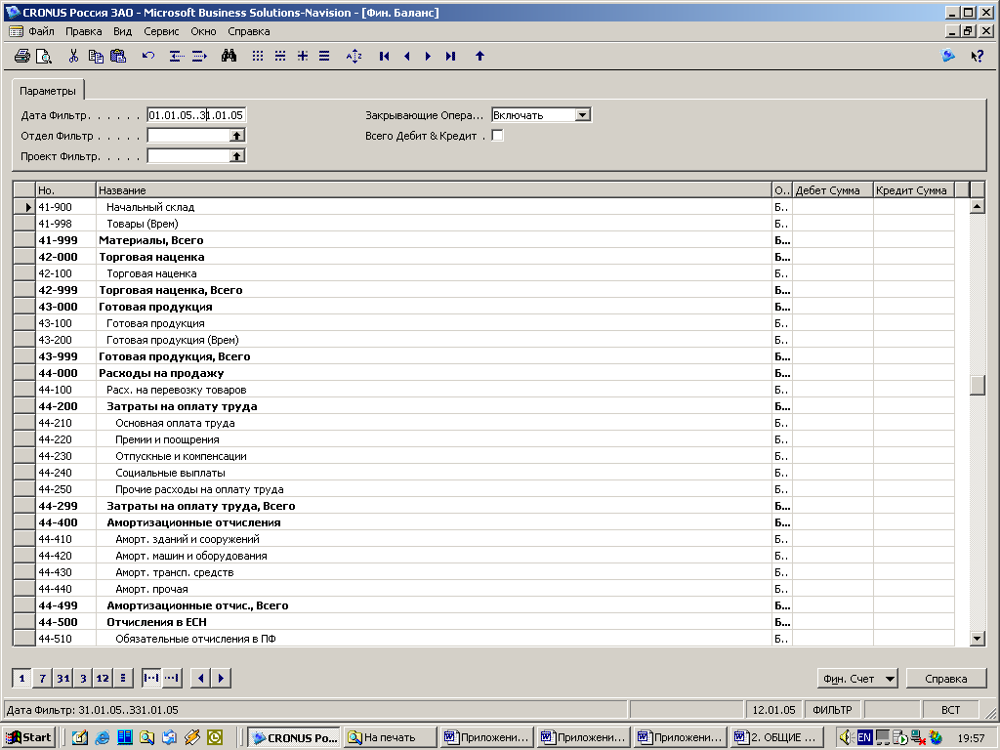 CRONUS Россия ЗАО - Microsoft Business Solutions-Navision - [Фин. Баланс]
Файл Правка Вид Сервис Окно Справка
Параметры
Дата Фильтр. . . . . . 01.01.05..31.01.05 Закрывающие Опера... Включать
Отдел Фильтр . . . . . Всего Дебит & Кредит .
Проект Фильтр. . . . .
Но. Название О.. Дебет Сумма Кредит Сумма
41-900 Начальный склад Б..
41-998 Товары (Врем) Б..
41-999 Материалы, Всего Б...
42-000 Торговая наценка Б...
42-100 Торговая наценка Б..
42-999 Торговая наценка, Всего Б...
43-000 Готовая продукция Б...
43-100 Готовая продукция Б..
43-200 Готовая продукция (Врем) Б..
43-999 Готовая продукция, Всего Б...
44-000 Расходы на продажу Б...
44-100 Расх. на перевозку товаров Б..
44-200 Затраты на оплату труда Б...
44-210 Основная оплата труда Б..
44-220 Премии и поощрения Б..
44-230 Отпускные и компенсации Б..
44-240 Социальные выплаты Б..
44-250 Прочие расходы на оплату труда Б..
44-299 Затраты на оплату труда, Всего Б...
44-400 Амортизационные отчисления Б...
44-410 Аморт. зданий и сооружений Б..
44-420 Аморт. машин и оборудования Б..
44-430 Аморт. трансп. средств Б..
44-440 Аморт. прочая Б..
44-499 Амортизационные отчис., Всего Б...
44-500 Отчисления в ЕСН Б...
44-510 Обязательные отчисления в ПФ Б..
1 7 31 3 12 Фин. Счет Справка
Дата Фильтр: 31.01.05..331.01.05 12.01.05 ФИЛЬТР ВСТ
Start CRONUS Ро... На печать Приложени... Приложени... Приложени... 2. ОБЩИЕ ... EN 19:57